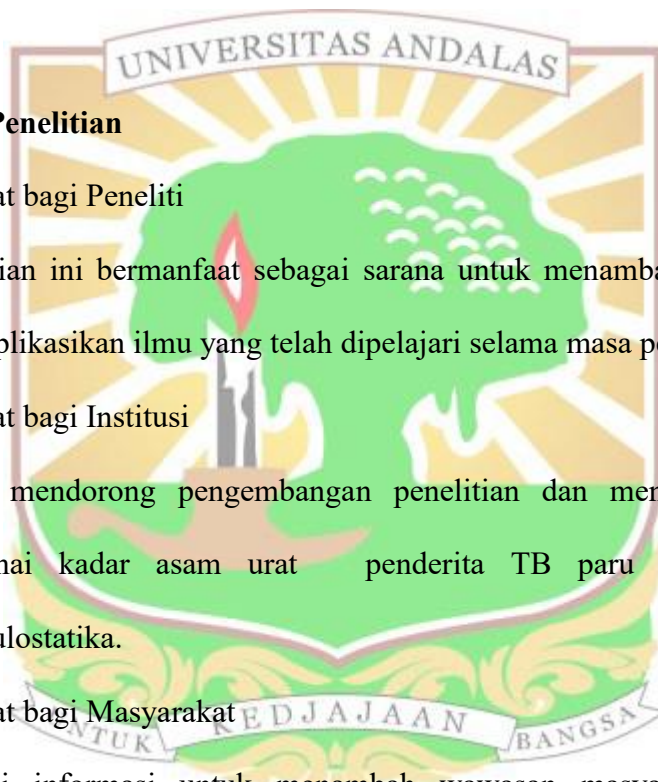 UNIVERSITAS ANDALAS
Penelitian
at bagi Peneliti
ian ini bermanfaat sebagai sarana untuk menamba
plikasikan ilmu yang telah dipelajari selama masa pe
at bagi Institusi
mendorong pengembangan penelitian dan men
nai kadar asam urat penderita TB paru
ulostatika.
at bagi Masyarakat
UNTUK KEDJAJAAN BANGSA
i informasi untuk menambah wawasan masya